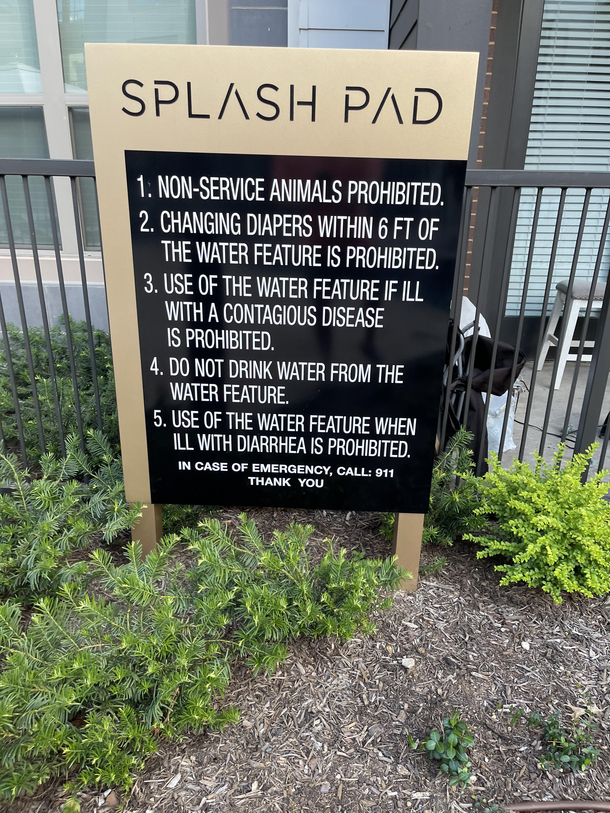 SPLASH PAD
1. NON-SERVICE ANIMALS PROHIBITED.
2. CHANGING DIAPERS WITHIN 6 FT OF
THE WATER FEATURE IS PROHIBITED.
3. USE OF THE WATER FEATURE IF ILL
WITH A CONTAGIOUS DISEASE
IS PROHIBITED.
4. DO NOT DRINK WATER FROM THE
WATER FEATURE.
5. USE OF THE WATER FEATURE WHEN
ILL WITH DIARRHEA IS PROHIBITED.
IN CASE OF EMERGENCY, CALL: 911
THANK YOU